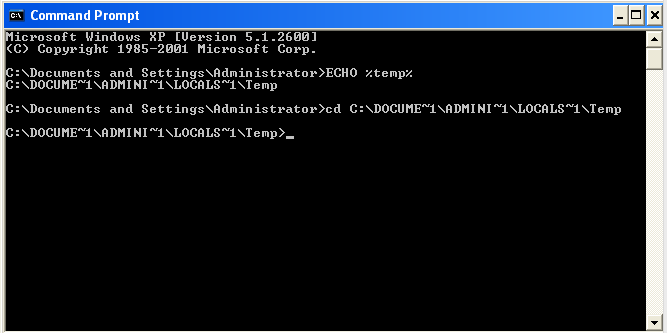 Command Prompt
Microsoft Windows XP [Version 5.1.2600]
(C) Copyright 1985-2001 Microsoft Corp.
C:\Documents and Settings\Administrator>ECHO %temp%
C:\DOCUME~1\ADMINI~1\LOCALS~1\Temp
C:\Documents and Settings\Administrator>cd C:\DOCUME~1\ADMINI~1\LOCALS~1\Temp
C:\DOCUME~1\ADMINI~1\LOCALS~1\Temp>_